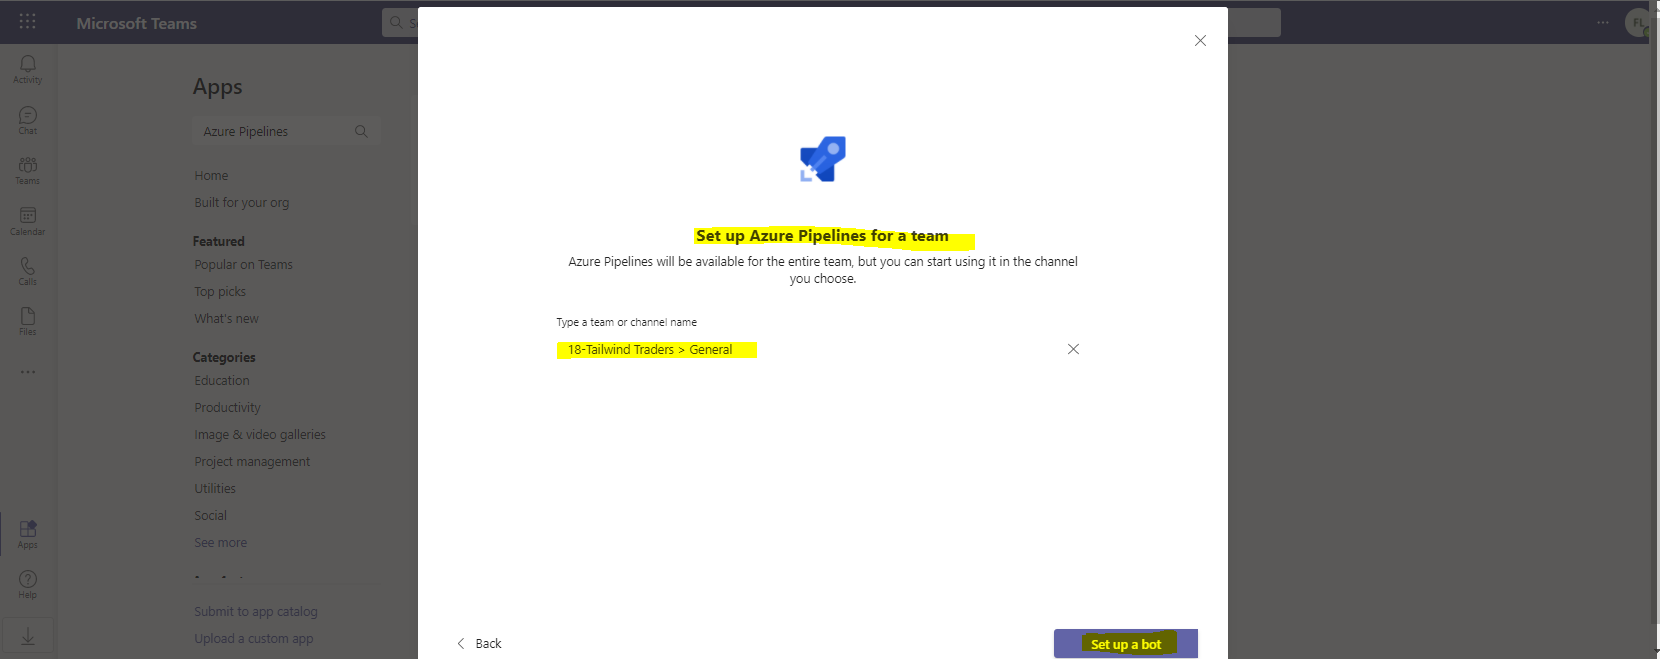 Microsoft Teams
FL
Activity
Chat
Teams
Calendar
Calls
Files
Apps
Help
Apps
Azure Pipelines
Home
Built for your org
Featured
Popular on Teams
Top picks
What's new
Categories
Education
Productivity
Image & video galleries
Project management
Utilities
Social
See more
Submit to app catalog
Upload a custom app
Set up Azure Pipelines for a team
Azure Pipelines will be available for the entire team, but you can start using it in the channel
you choose.
Type a team or channel name
18-Tailwind Traders > General
Back
Set up a bot